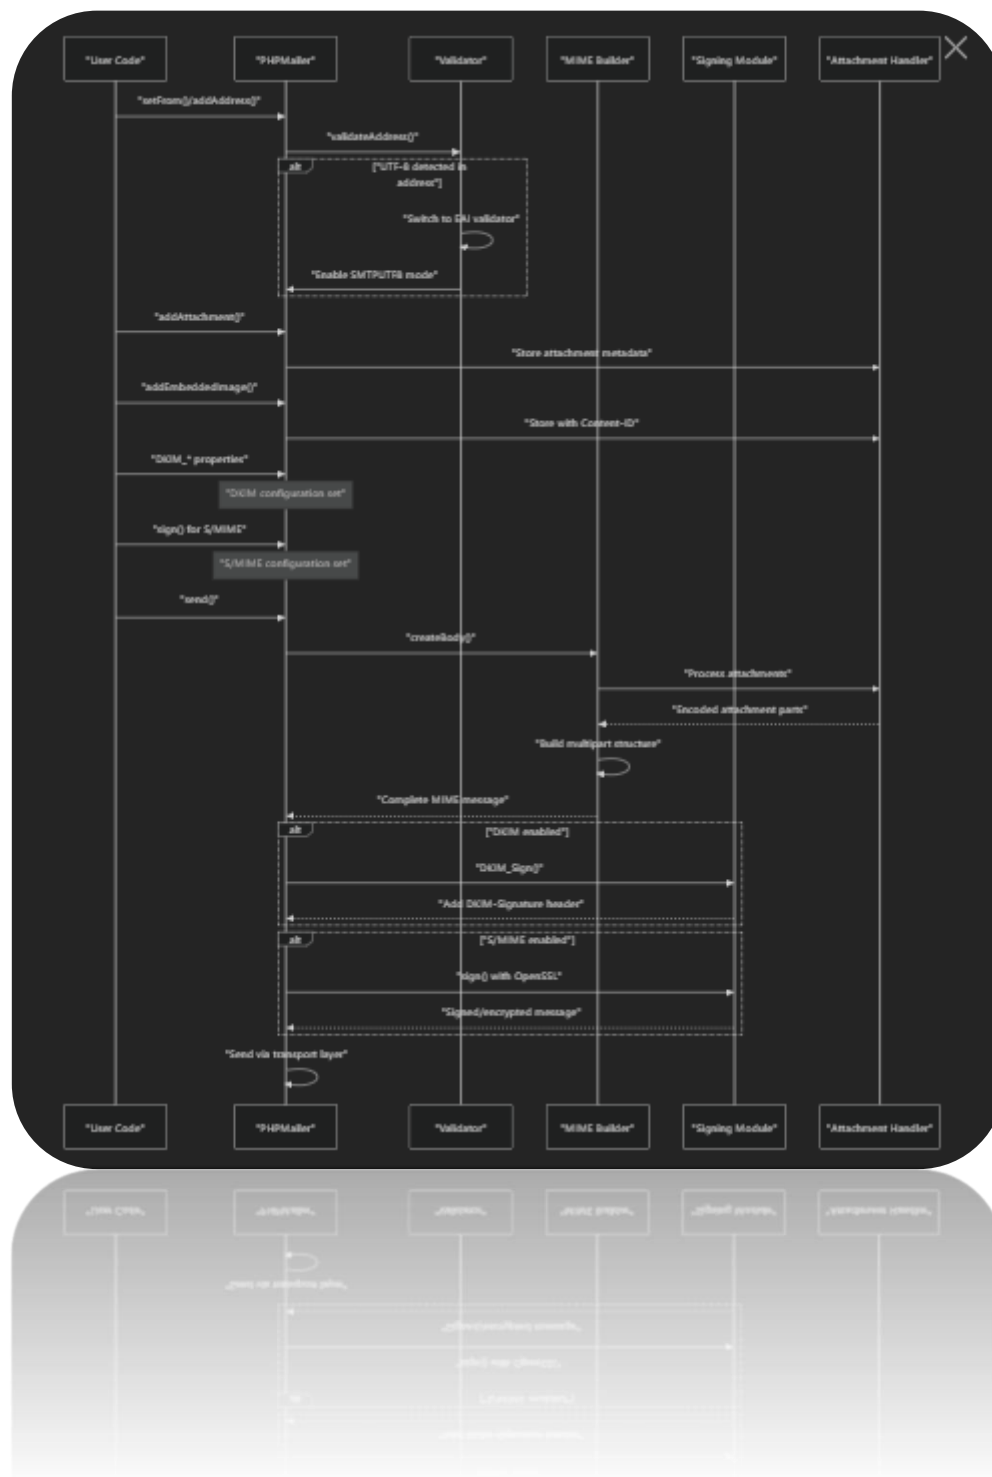 "User Code" "PHPMailer" "Validator" "MIME Builder" "Signing Module" "Attachment Handler"
"setFrom()/addAddress()"
"validateAddress()"
alt ["UTF-8 detected in
address"]
"Switch to EAI validator"
"Enable SMTPUTF8 mode"
"addAttachment()"
"Store attachment metadata"
"addEmbeddedImage()"
"Store with Content-ID"
"DKIM_* properties"
"DKIM configuration set"
"sign() for S/MIME"
"S/MIME configuration set"
"send()"
"createBody()"
"Process attachments"
"Encoded attachment parts"
"Build multipart structure"
"Complete MIME message"
alt ["DKIM enabled"]
"DKIM_Sign()"
"Add DKIM-Signature header"
alt ["S/MIME enabled"]
"sign() with OpenSSL"
"Signed/encrypted message"
"Send via transport layer"
"User Code" "PHPMailer" "Validator" "MIME Builder" "Signing Module" "Attachment Handler"